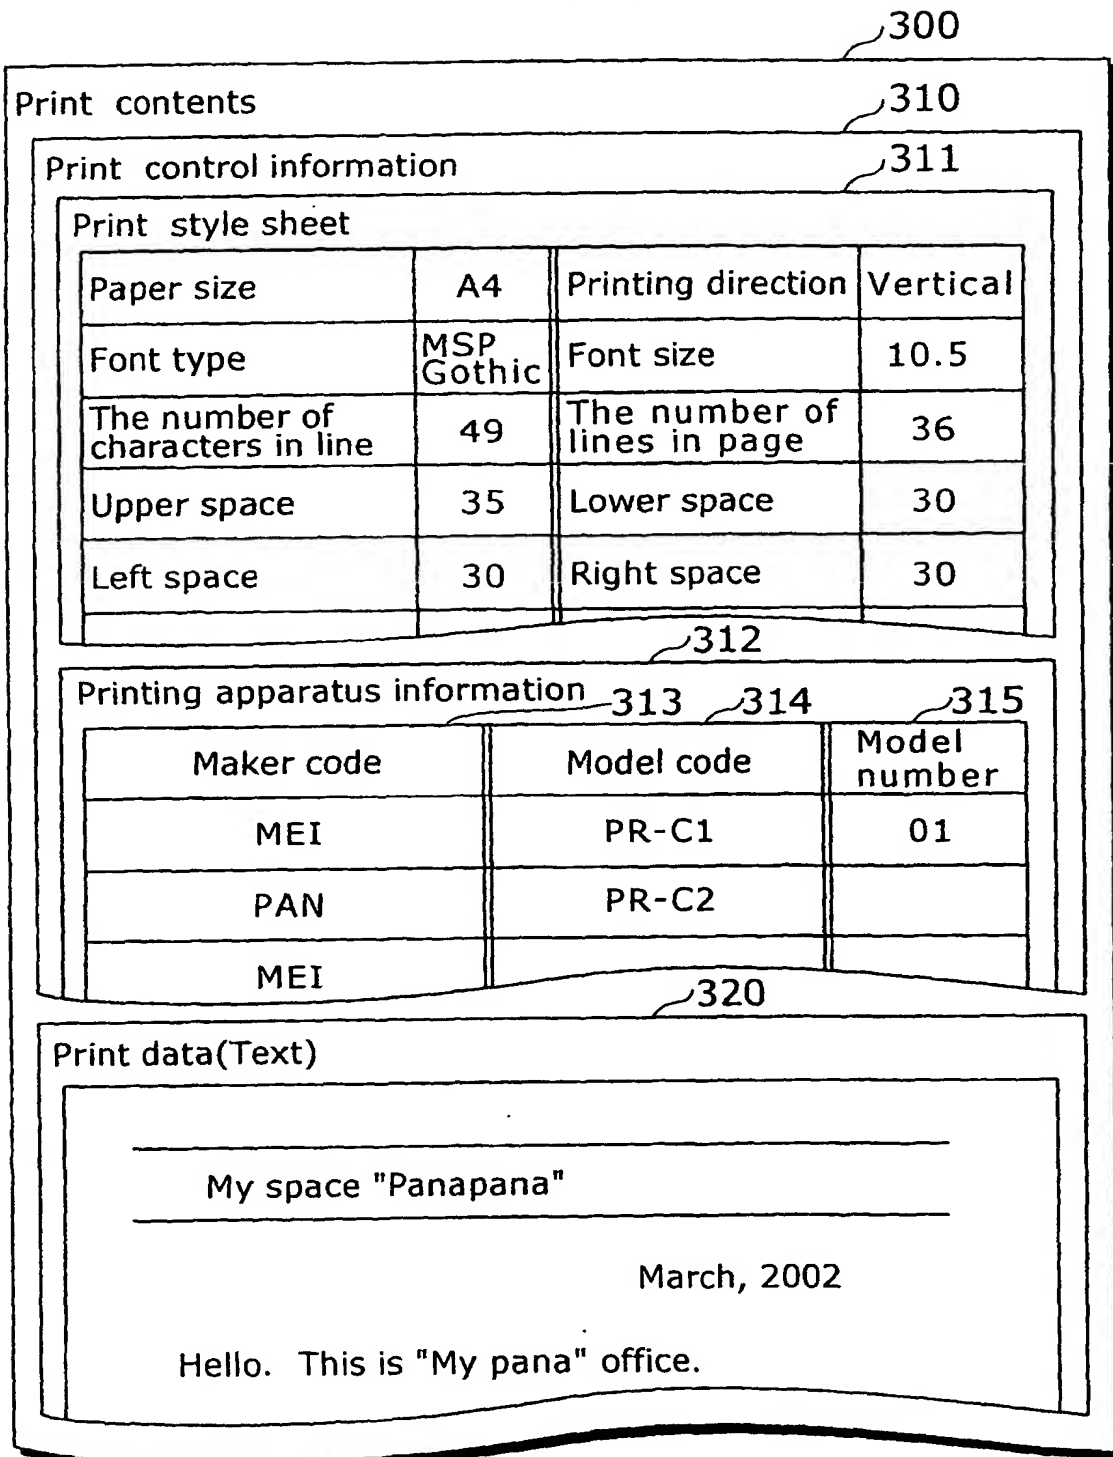 300
Print contents
310
Print control information
311
Print style sheet
Paper size A4 Printing direction Vertical
Font type MSP Gothic Font size 10.5
The number of characters in line 49 The number of lines in page 36
Upper space 35 Lower space 30
Left space 30 Right space 30
312
Printing apparatus information
313 314 315
Maker code Model code Model number
MEI PR-C1 01
PAN PR-C2
MEI
320
Print data(Text)
My space "Panapana"
March, 2002
Hello. This is "My pana" office.